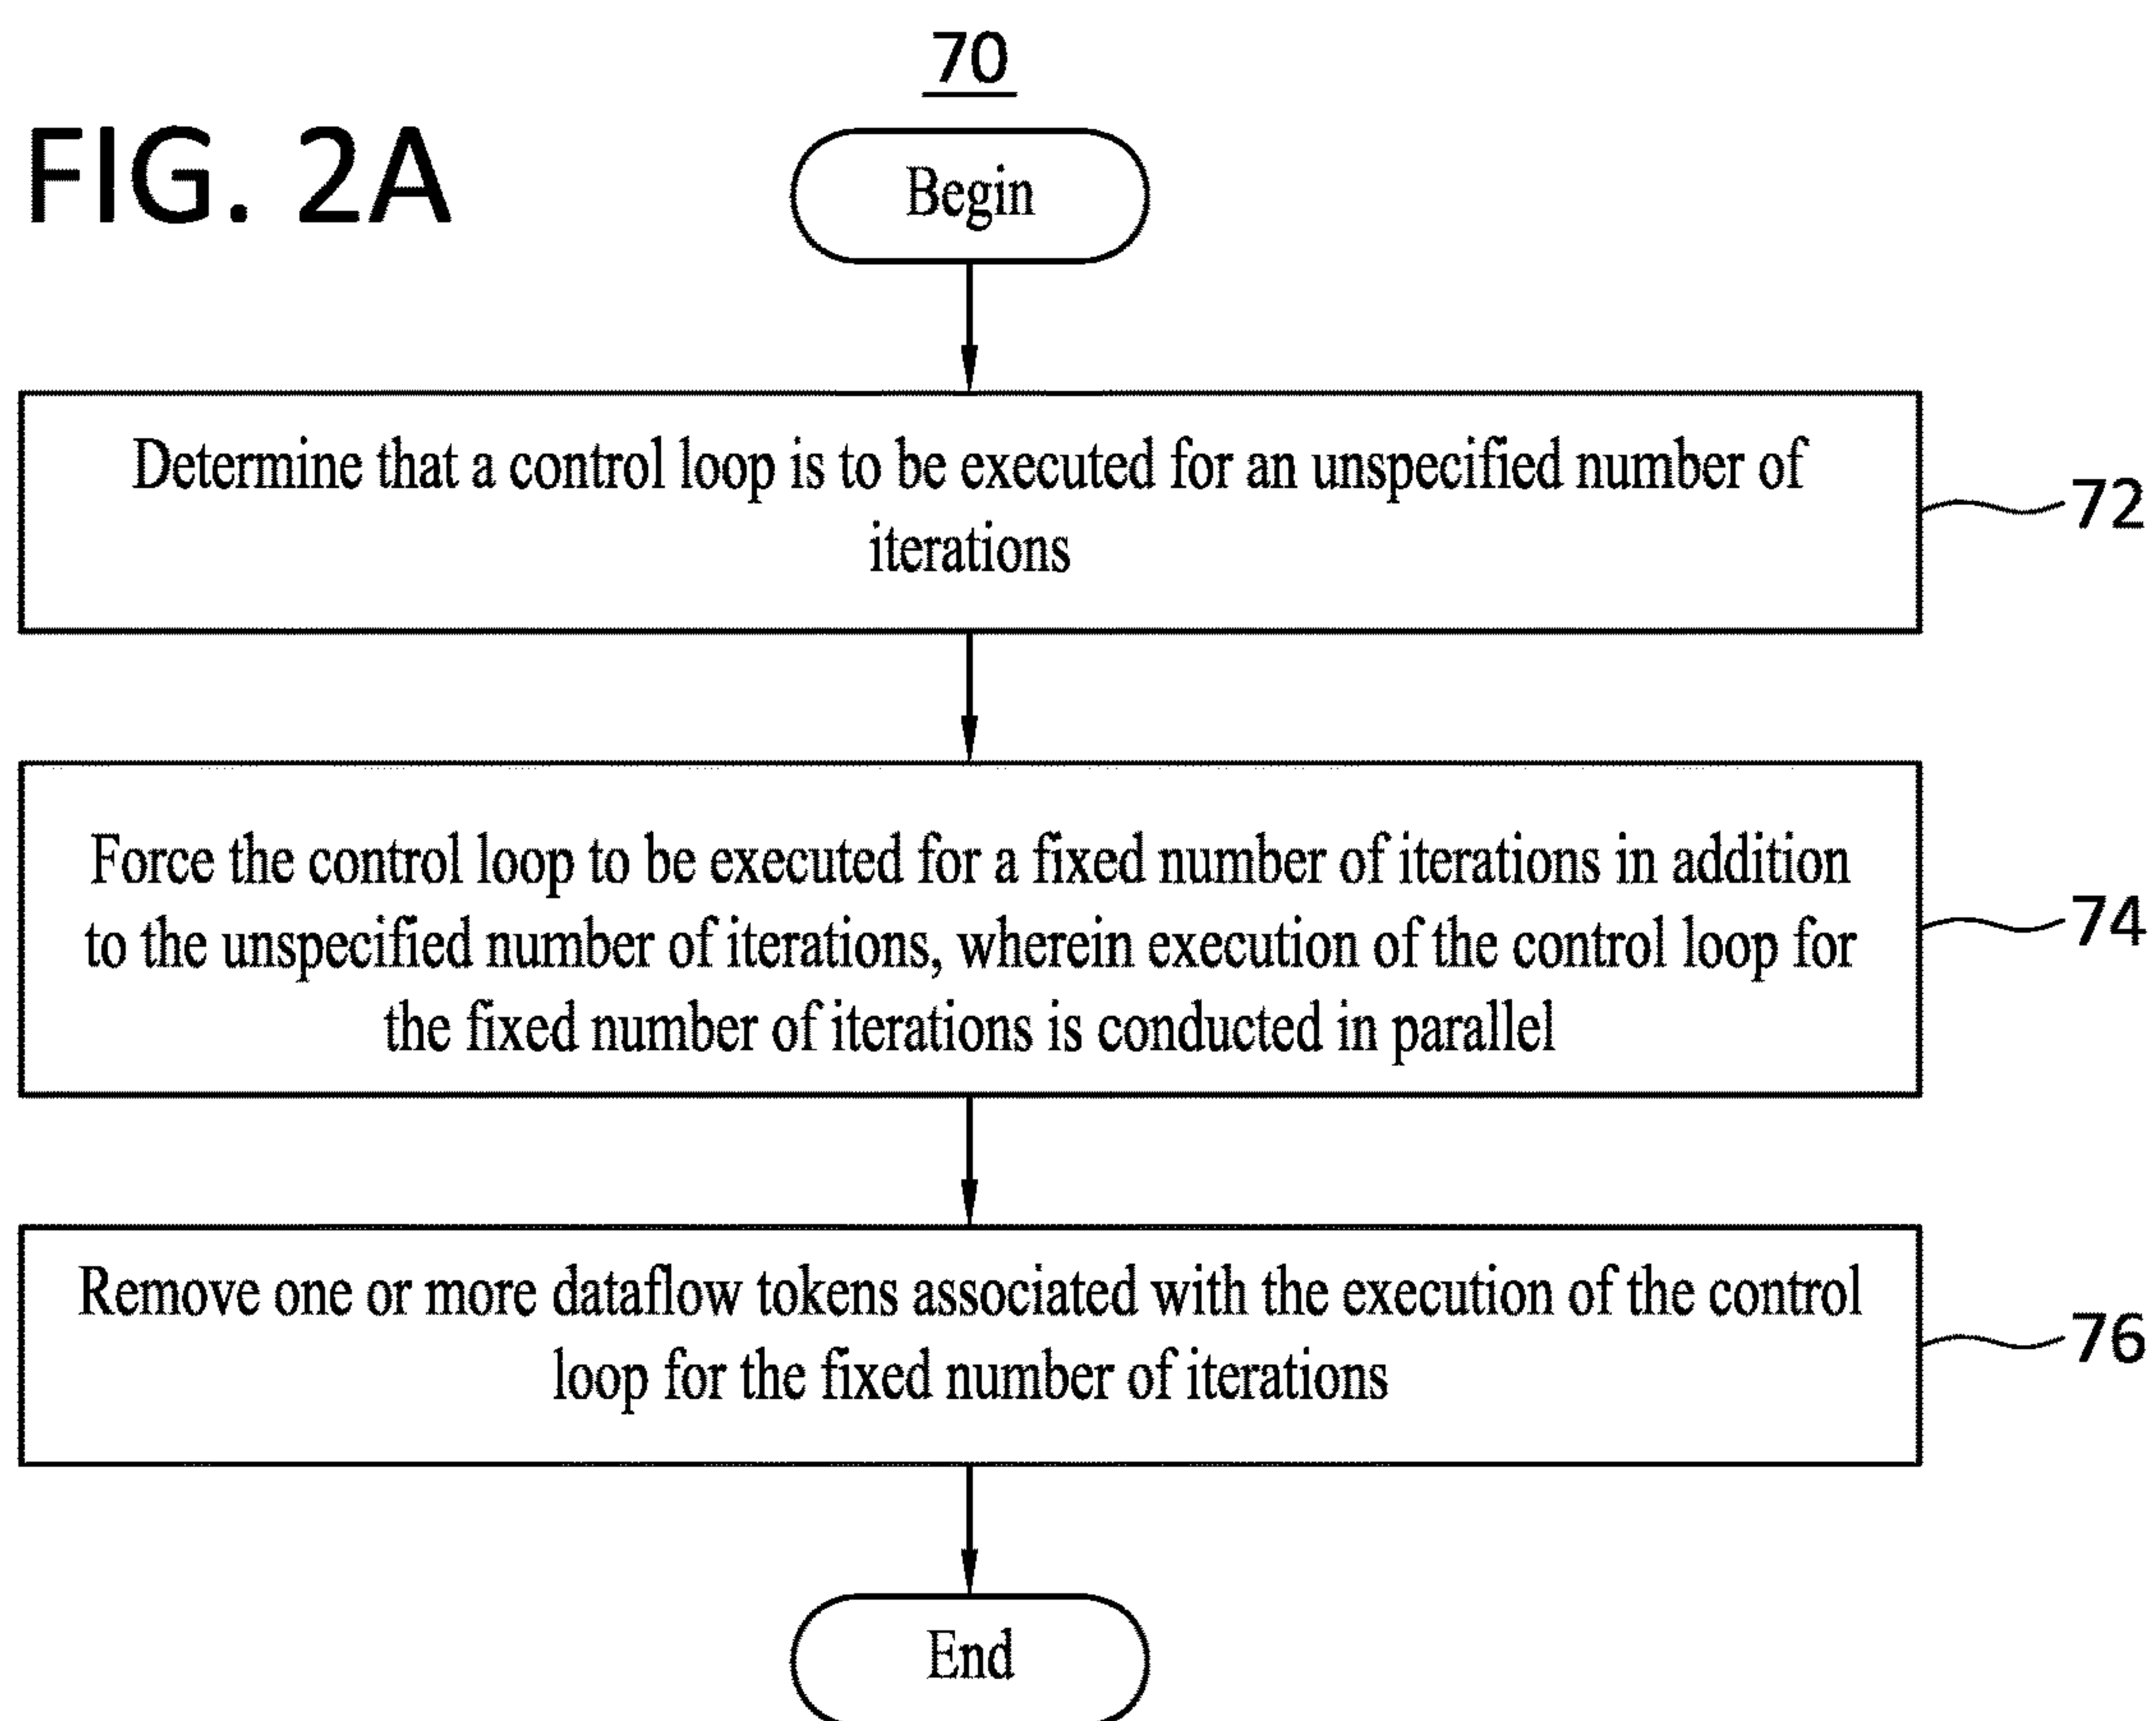 70
FIG. 2A
Begin
Determine that a control loop is to be executed for an unspecified number of
iterations
72
Force the control loop to be executed for a fixed number of iterations in addition
to the unspecified number of iterations, wherein execution of the control loop for
the fixed number of iterations is conducted in parallel
74
Remove one or more dataflow tokens associated with the execution of the control
loop for the fixed number of iterations
76
End